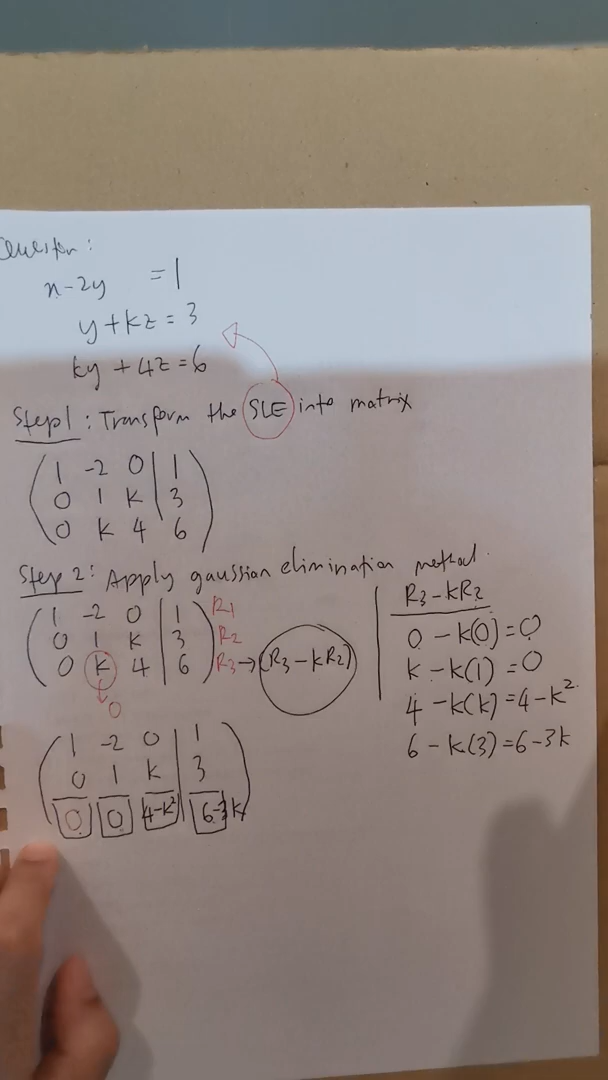 Question:
x-2y = 1
y+kz = 3
ky + 4z = 6
Step 1: Transform the SLE into matrix
1 -2 0 | 1
0 1 k | 3
0 k 4 | 6
Step 2: Apply gaussian elimination method.
1 -2 0 | 1 R1
0 1 k | 3 R2
0 k 4 | 6 R3→(R3-kR2)
0
R3-kR2
0-k(0)=0
k-k(1)=0
4-k(k)=4-k²
6-k(3)=6-3k
1 -2 0 | 1
0 1 k | 3
0 0 4-k² | 6-3k